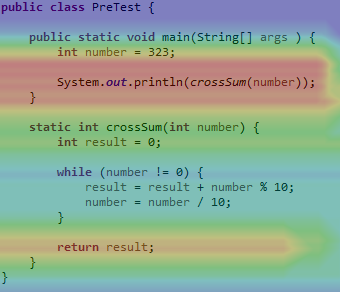 public class PreTest {
public static void main(String[] args ) {
int number = 323;
System.out.println(crossSum(number));
}
static int crossSum(int number) {
int result = 0;
while (number != 0) {
result = result + number % 10;
number = number / 10;
}
return result;
}
}